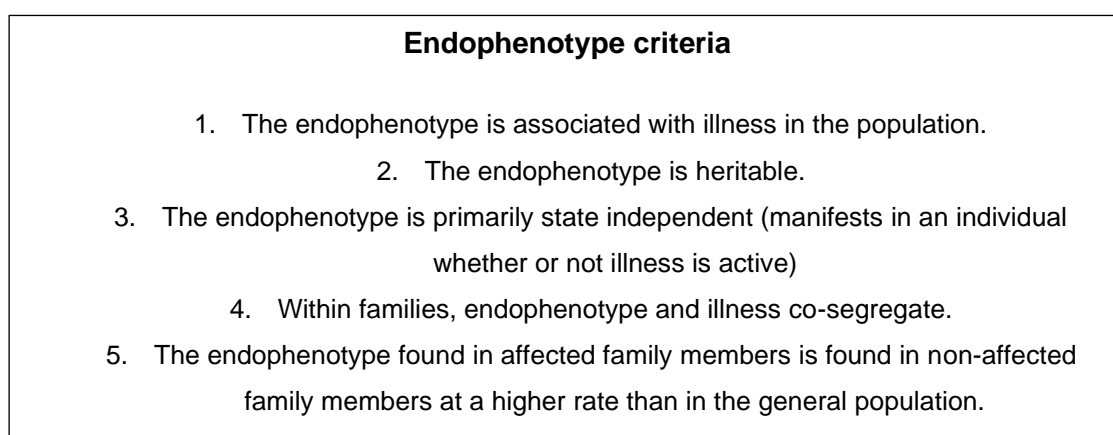 Endophenotype criteria
1. The endophenotype is associated with illness in the population.
2. The endophenotype is heritable.
3. The endophenotype is primarily state independent (manifests in an individual
whether or not illness is active)
4. Within families, endophenotype and illness co-segregate.
5. The endophenotype found in affected family members is found in non-affected
family members at a higher rate than in the general population.